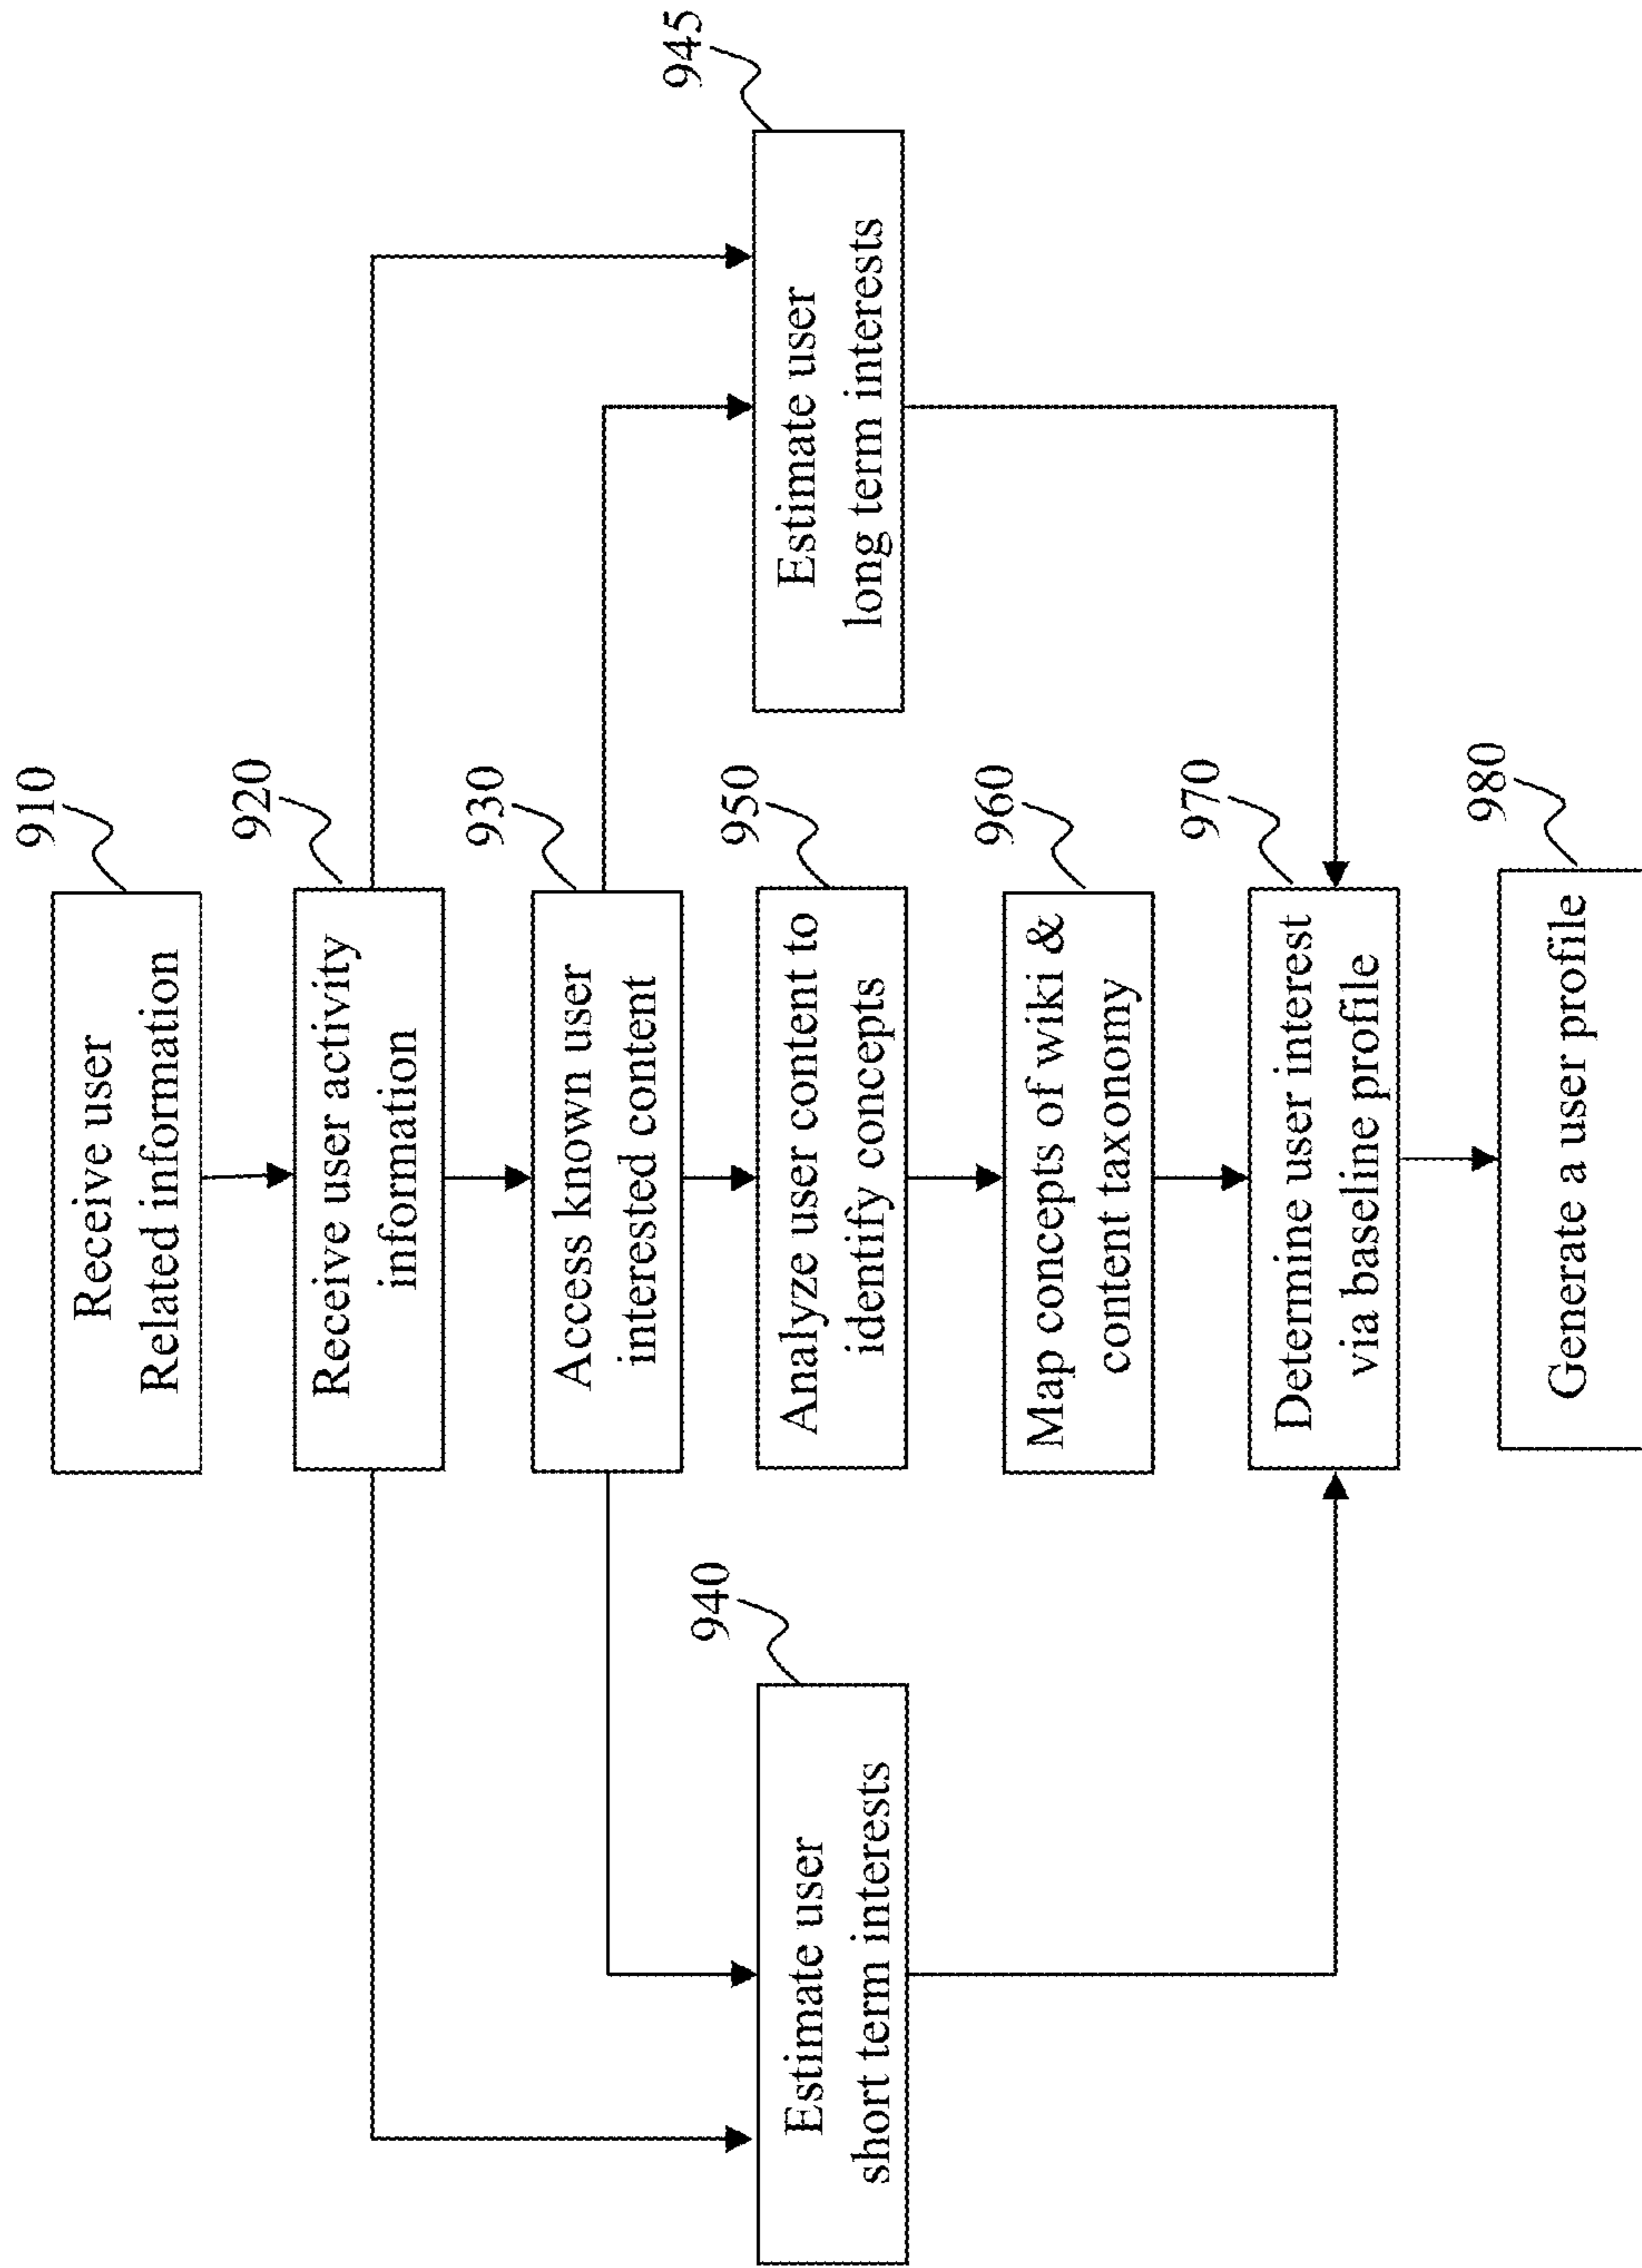 910
Receive user
Related information
920
Receive user activity
information
930
Access known user
interested content
940
Estimate user
short term interests
950
Analyze user content to
identify concepts
945
Estimate user
long term interests
960
Map concepts of wiki &
content taxonomy
970
Determine user interest
via baseline profile
980
Generate a user profile